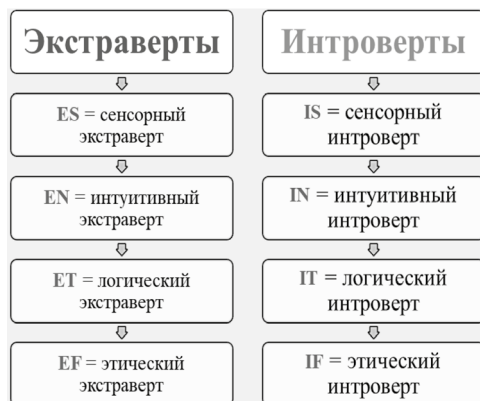 Экстраверты
ES = сенсорный
экстраверт
EN = интуитивный
экстраверт
ET = логический
экстраверт
EF = этический
экстраверт
Интроверты
IS = сенсорный
интроверт
IN = интуитивный
интроверт
IT = логический
интроверт
IF = этический
интроверт